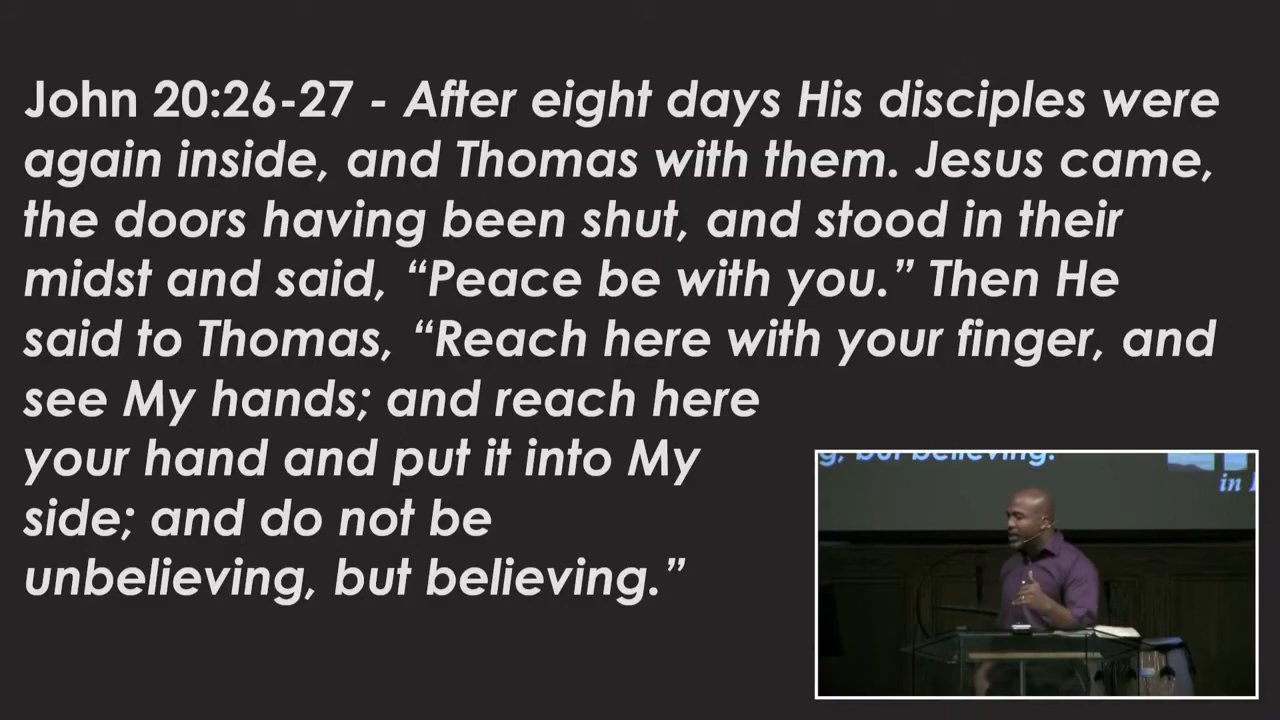 John 20:26-27 - After eight days His disciples were
again inside, and Thomas with them. Jesus came,
the doors having been shut, and stood in their
midst and said, “Peace be with you.” Then He
said to Thomas, “Reach here with your finger, and
see My hands; and reach here
your hand and put it into My
side; and do not be
unbelieving, but believing.”
g, but believing.
in